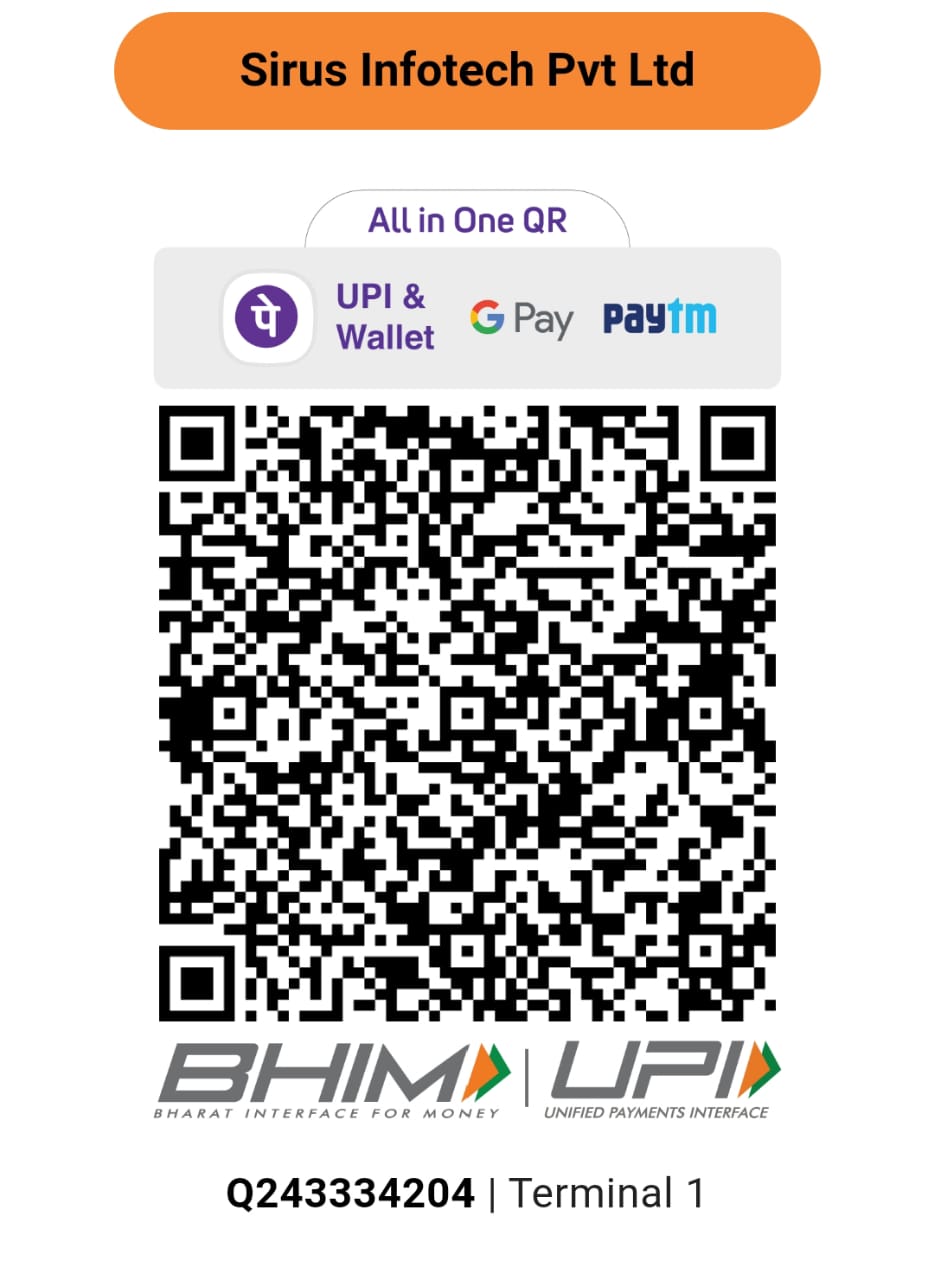 Sirus Infotech Pvt Ltd
All in One QR
पे UPI & Wallet G Pay paytm
BHIM | UPI
BHARAT INTERFACE FOR MONEY UNIFIED PAYMENTS INTERFACE
Q243334204 | Terminal 1